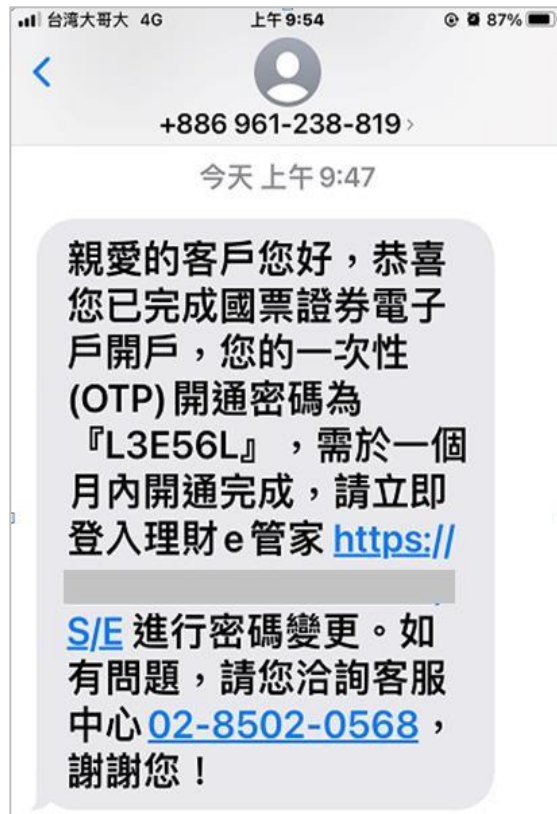 台灣大哥大 4G 上午9:54 87%
+886 961-238-819
今天 上午9:47
親愛的客戶您好，恭喜
您已完成國票證券電子
戶開戶，您的一次性
(OTP) 開通密碼為
『L3E56L』，需於一個
月內開通完成，請立即
登入理財e管家 https://
S/E 進行密碼變更。如
有問題，請您洽詢客服
中心 02-8502-0568，
謝謝您！